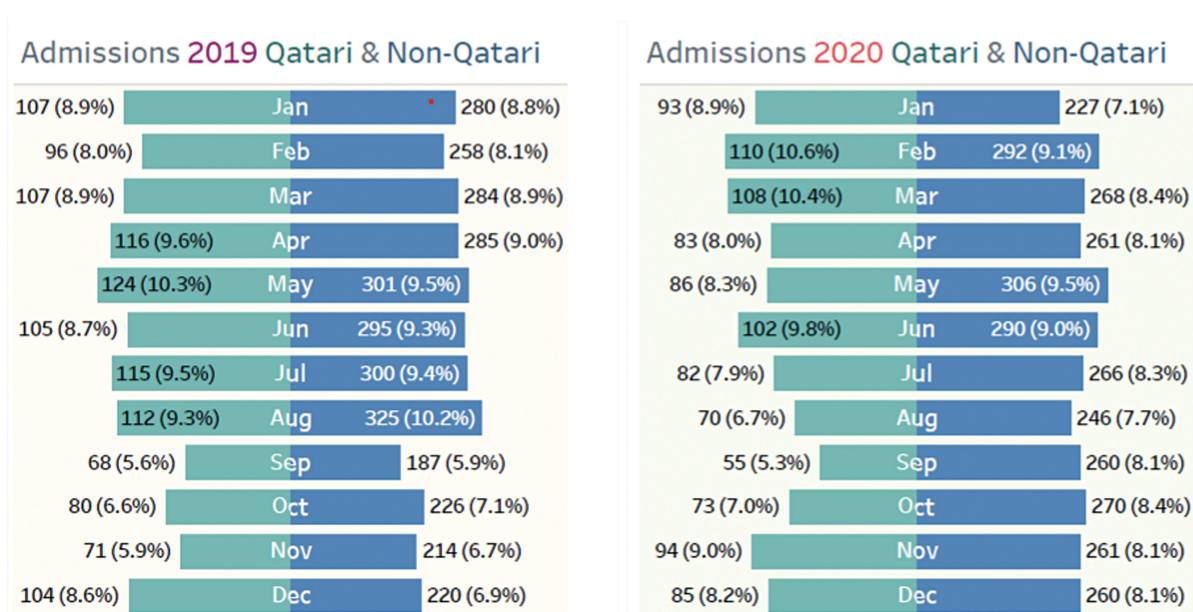 Admissions 2019 Qatari & Non-Qatari
107 (8.9%) Jan 280 (8.8%)
96 (8.0%) Feb 258 (8.1%)
107 (8.9%) Mar 284 (8.9%)
116 (9.6%) Apr 285 (9.0%)
124 (10.3%) May 301 (9.5%)
105 (8.7%) Jun 295 (9.3%)
115 (9.5%) Jul 300 (9.4%)
112 (9.3%) Aug 325 (10.2%)
68 (5.6%) Sep 187 (5.9%)
80 (6.6%) Oct 226 (7.1%)
71 (5.9%) Nov 214 (6.7%)
104 (8.6%) Dec 220 (6.9%)
Admissions 2020 Qatari & Non-Qatari
93 (8.9%) Jan 227 (7.1%)
110 (10.6%) Feb 292 (9.1%)
108 (10.4%) Mar 268 (8.4%)
83 (8.0%) Apr 261 (8.1%)
86 (8.3%) May 306 (9.5%)
102 (9.8%) Jun 290 (9.0%)
82 (7.9%) Jul 266 (8.3%)
70 (6.7%) Aug 246 (7.7%)
55 (5.3%) Sep 260 (8.1%)
73 (7.0%) Oct 270 (8.4%)
94 (9.0%) Nov 261 (8.1%)
85 (8.2%) Dec 260 (8.1%)